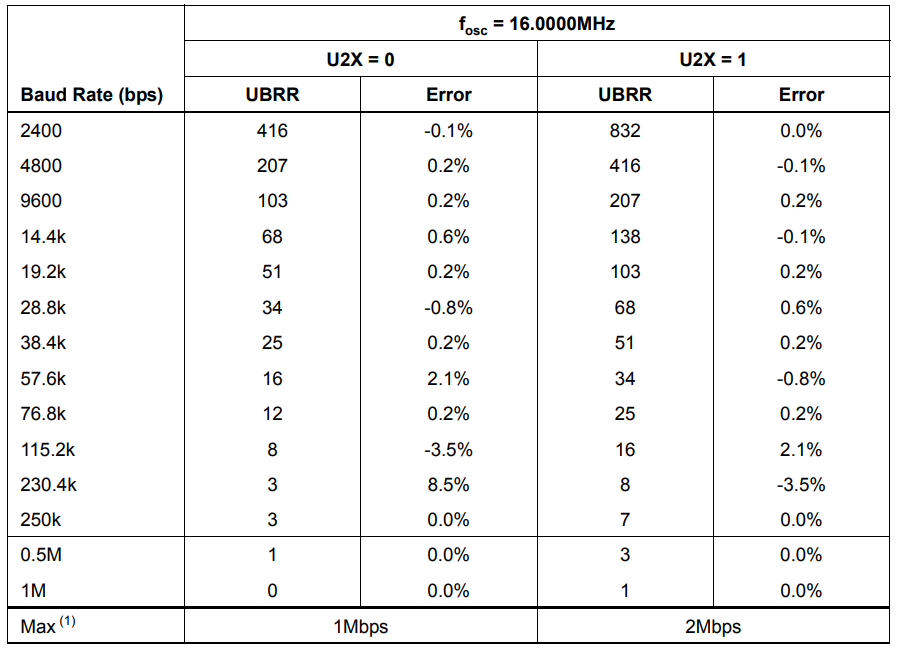 fosc = 16.0000MHz
U2X = 0 U2X = 1
Baud Rate (bps) UBRR Error UBRR Error
2400 416 -0.1% 832 0.0%
4800 207 0.2% 416 -0.1%
9600 103 0.2% 207 0.2%
14.4k 68 0.6% 138 -0.1%
19.2k 51 0.2% 103 0.2%
28.8k 34 -0.8% 68 0.6%
38.4k 25 0.2% 51 0.2%
57.6k 16 2.1% 34 -0.8%
76.8k 12 0.2% 25 0.2%
115.2k 8 -3.5% 16 2.1%
230.4k 3 8.5% 8 -3.5%
250k 3 0.0% 7 0.0%
0.5M 1 0.0% 3 0.0%
1M 0 0.0% 1 0.0%
Max (1) 1Mbps 2Mbps